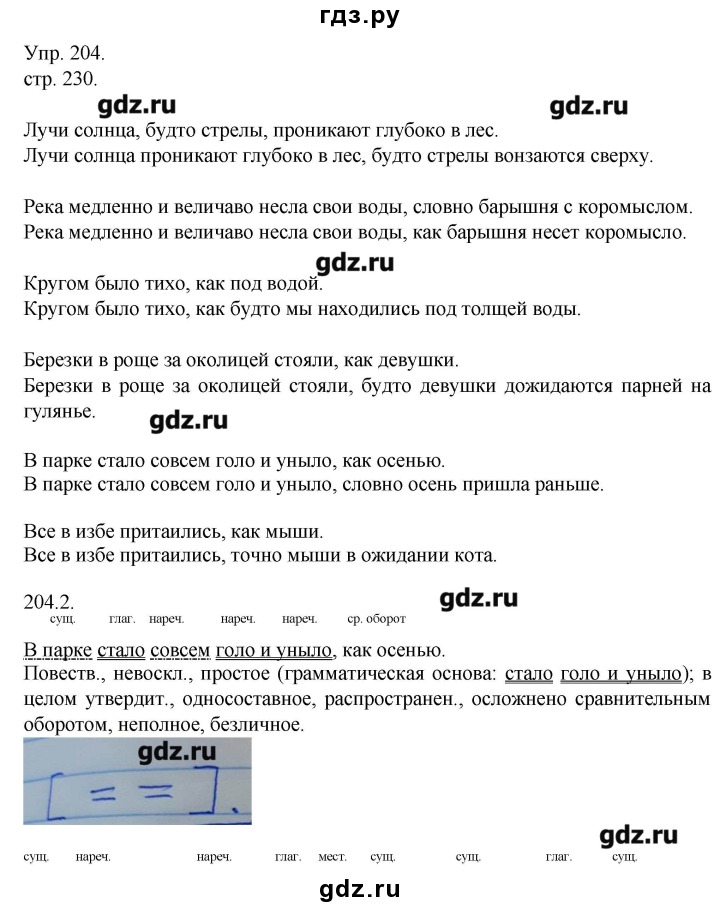 гдз.ру
Упр. 204.
стр. 230.
gdz.ru gdz.ru
Лучи солнца, будто стрелы, проникают глубоко в лес.
Лучи солнца проникают глубоко в лес, будто стрелы вонзаются сверху.
Река медленно и величаво несла свои воды, словно барышня с коромыслом.
Река медленно и величаво несла свои воды, как барышня несет коромысло.
gdz.ru
Кругом было тихо, как под водой.
Кругом было тихо, как будто мы находились под толщей воды.
Березки в роще за околицей стояли, как девушки.
Березки в роще за околицей стояли, будто девушки дожидаются парней на
гулянье.
gdz.ru
В парке стало совсем голо и уныло, как осенью.
В парке стало совсем голо и уныло, словно осень пришла раньше.
Все в избе притаились, как мыши.
Все в избе притаились, точно мыши в ожидании кота.
204.2.
gdz.ru
сущ. глаг. нареч. нареч. нареч. ср. оборот
В парке стало совсем голо и уныло, как осенью.
Повеств., невоскл., простое (грамматическая основа: стало голо и уныло); в
целом утвердит., односоставное, распространен., осложнено сравнительным
оборотом, неполное, безличное.
gdz.ru
[ = = ].
gdz.ru
сущ. нареч. нареч. глаг. мест. сущ. сущ. глаг. сущ.
gdz.ru